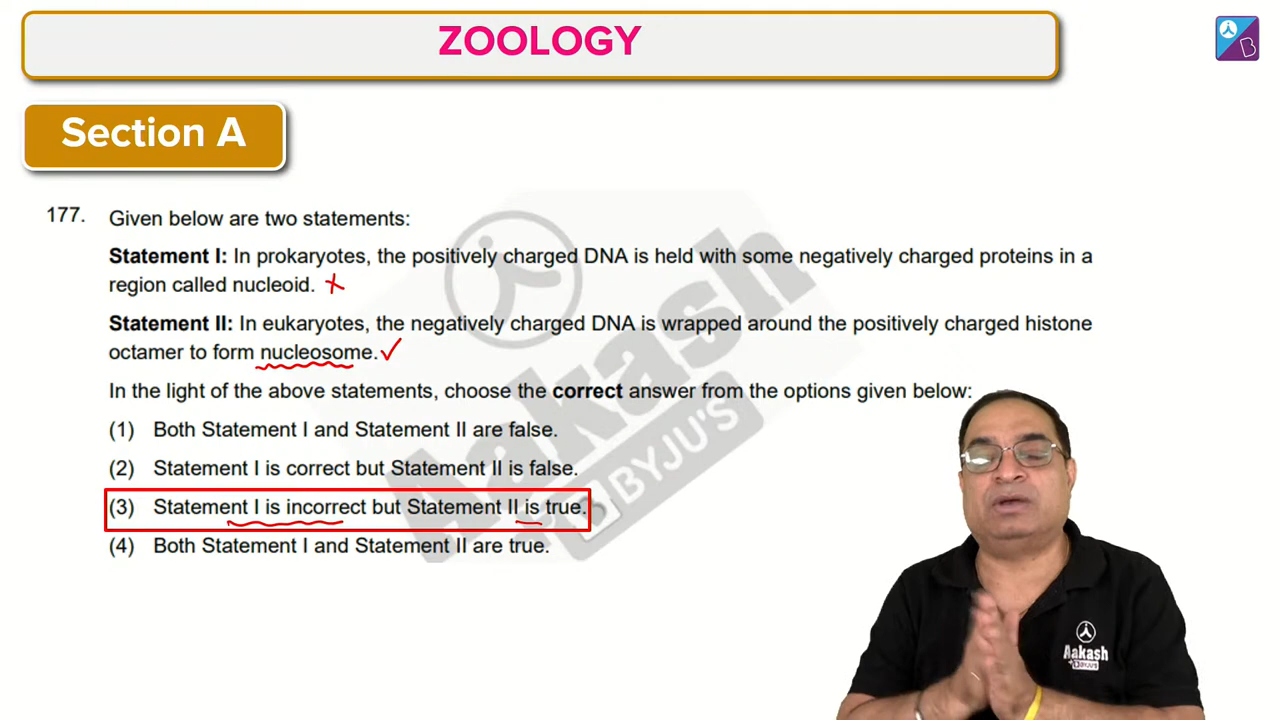 ZOOLOGY
Section A
177. Given below are two statements:
Statement I: In prokaryotes, the positively charged DNA is held with some negatively charged proteins in a
region called nucleoid.
Statement II: In eukaryotes, the negatively charged DNA is wrapped around the positively charged histone
octamer to form nucleosome.
In the light of the above statements, choose the correct answer from the options given below:
(1) Both Statement I and Statement II are false.
(2) Statement I is correct but Statement II is false.
(3) Statement I is incorrect but Statement II is true.
(4) Both Statement I and Statement II are true.
Aakash
BYJU'S
Aakash
BYJU'S